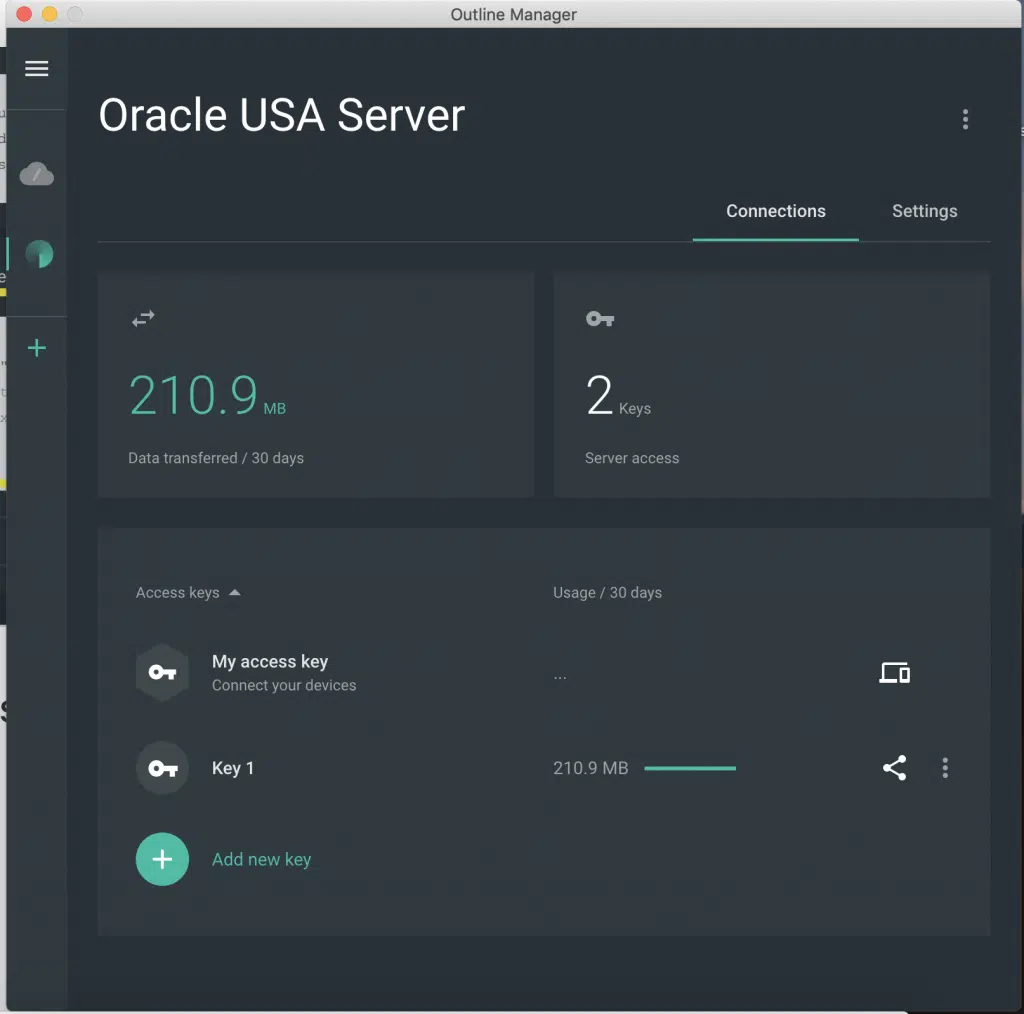 Outline Manager
Oracle USA Server
Connections Settings
210.9 MB
Data transferred / 30 days
2 Keys
Server access
Access keys Usage / 30 days
My access key
Connect your devices
...
Key 1 210.9 MB
Add new key